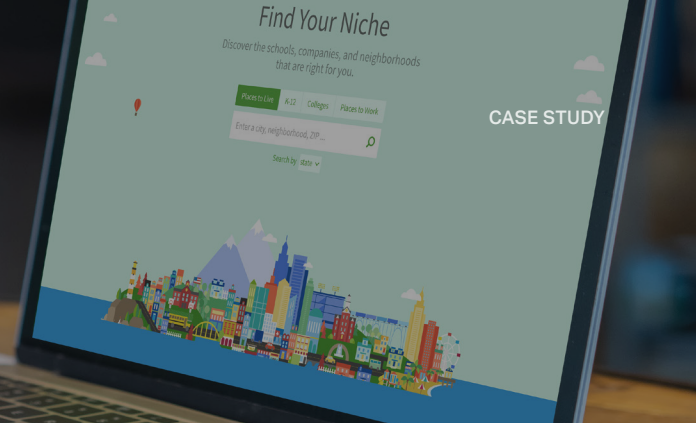 Find Your Niche
Discover the schools, companies, and neighborhoods
that are right for you.
Places to Live
K-12
Colleges
Places to Work
CASE STUDY
Enter a city, neighborhood, ZIP ...
Search by state